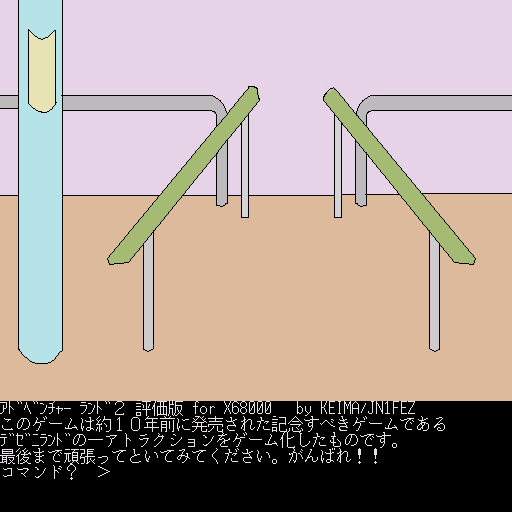 ｱﾄﾞﾍﾞﾝﾁｬｰ ﾗﾝﾄﾞ２ 評価版 for X68000   by KEIMA/JN1FEZ
このゲームは約１０年前に発売された記念すべきゲームである
ﾃﾞｾﾞﾆﾗﾝﾄﾞの一アトラクションをゲーム化したものです。
最後まで頑張ってといてみてください。がんばれ！！
コマンド？　＞